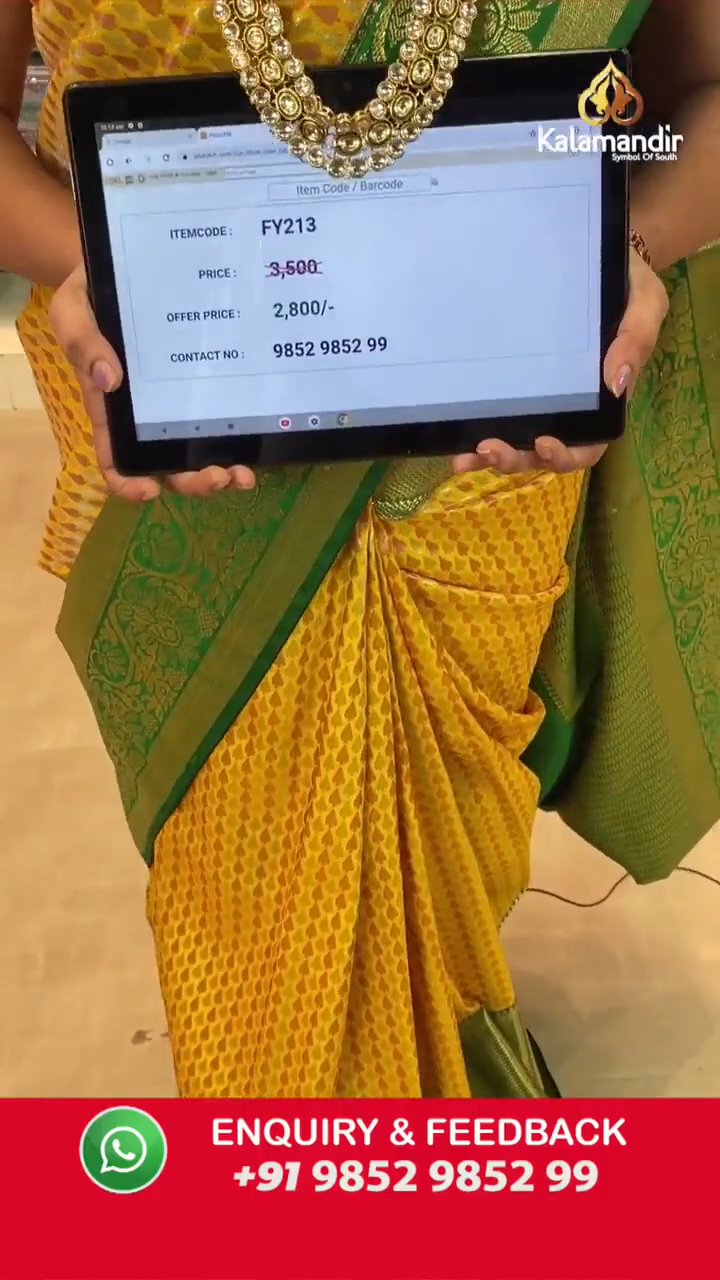 Kalamandir
Symbol Of South
Item Code / Barcode
ITEMCODE : FY213
PRICE : 3,500
OFFER PRICE : 2,800/-
CONTACT NO : 9852 9852 99
ENQUIRY & FEEDBACK
+91 9852 9852 99